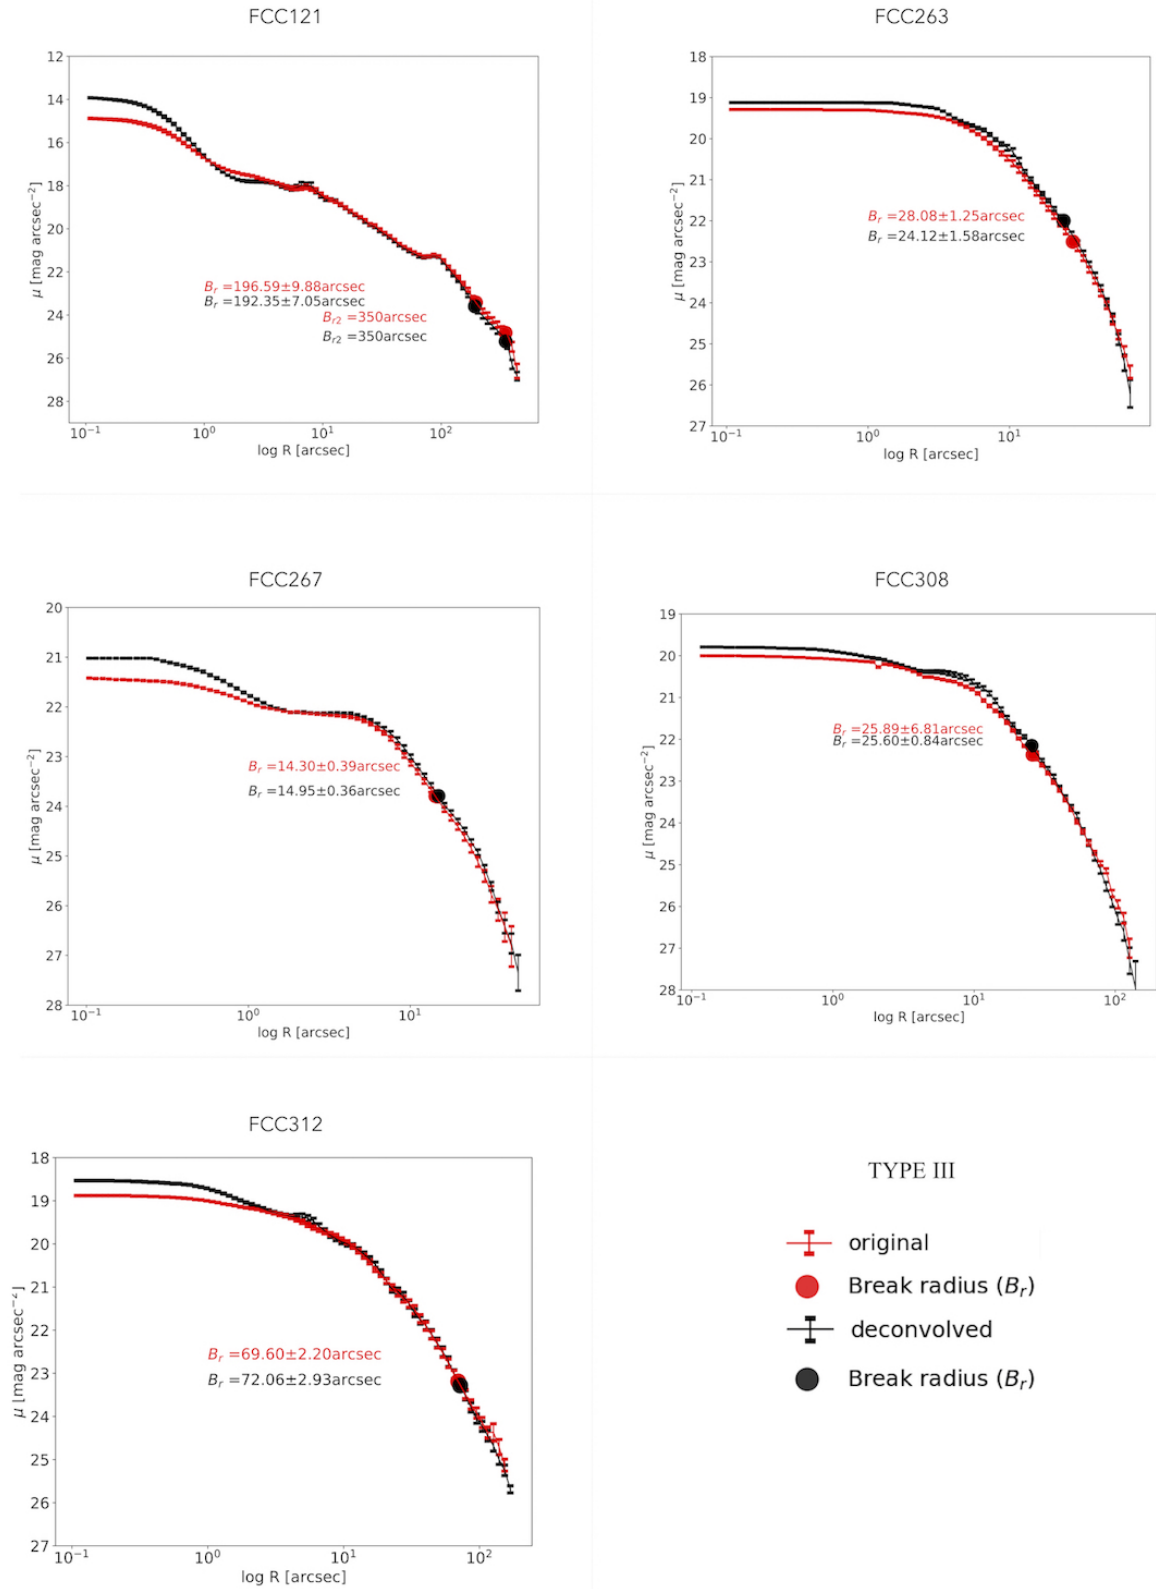 FCC121
12
14
16
18
20
22
24
26
28
μ [mag arcsec⁻²]
B_r =196.59±9.88arcsec
B_r =192.35±7.05arcsec
B_r2 =350arcsec
B_r2 =350arcsec
10⁻¹ 10⁰ 10¹ 10²
log R [arcsec]
FCC263
18
19
20
21
22
23
24
25
26
27
μ [mag arcsec⁻²]
B_r =28.08±1.25arcsec
B_r =24.12±1.58arcsec
10⁻¹ 10⁰ 10¹
log R [arcsec]
FCC267
20
21
22
23
24
25
26
27
28
μ [mag arcsec⁻²]
B_r =14.30±0.39arcsec
B_r =14.95±0.36arcsec
10⁻¹ 10⁰ 10¹
log R [arcsec]
FCC308
19
20
21
22
23
24
25
26
27
28
μ [mag arcsec⁻²]
B_r =25.89±6.81arcsec
B_r =25.60±0.84arcsec
10⁻¹ 10⁰ 10¹ 10²
log R [arcsec]
FCC312
18
19
20
21
22
23
24
25
26
27
μ [mag arcsec⁻²]
B_r =69.60±2.20arcsec
B_r =72.06±2.93arcsec
10⁻¹ 10⁰ 10¹ 10²
log R [arcsec]
TYPE III
original
Break radius (B_r)
deconvolved
Break radius (B_r)